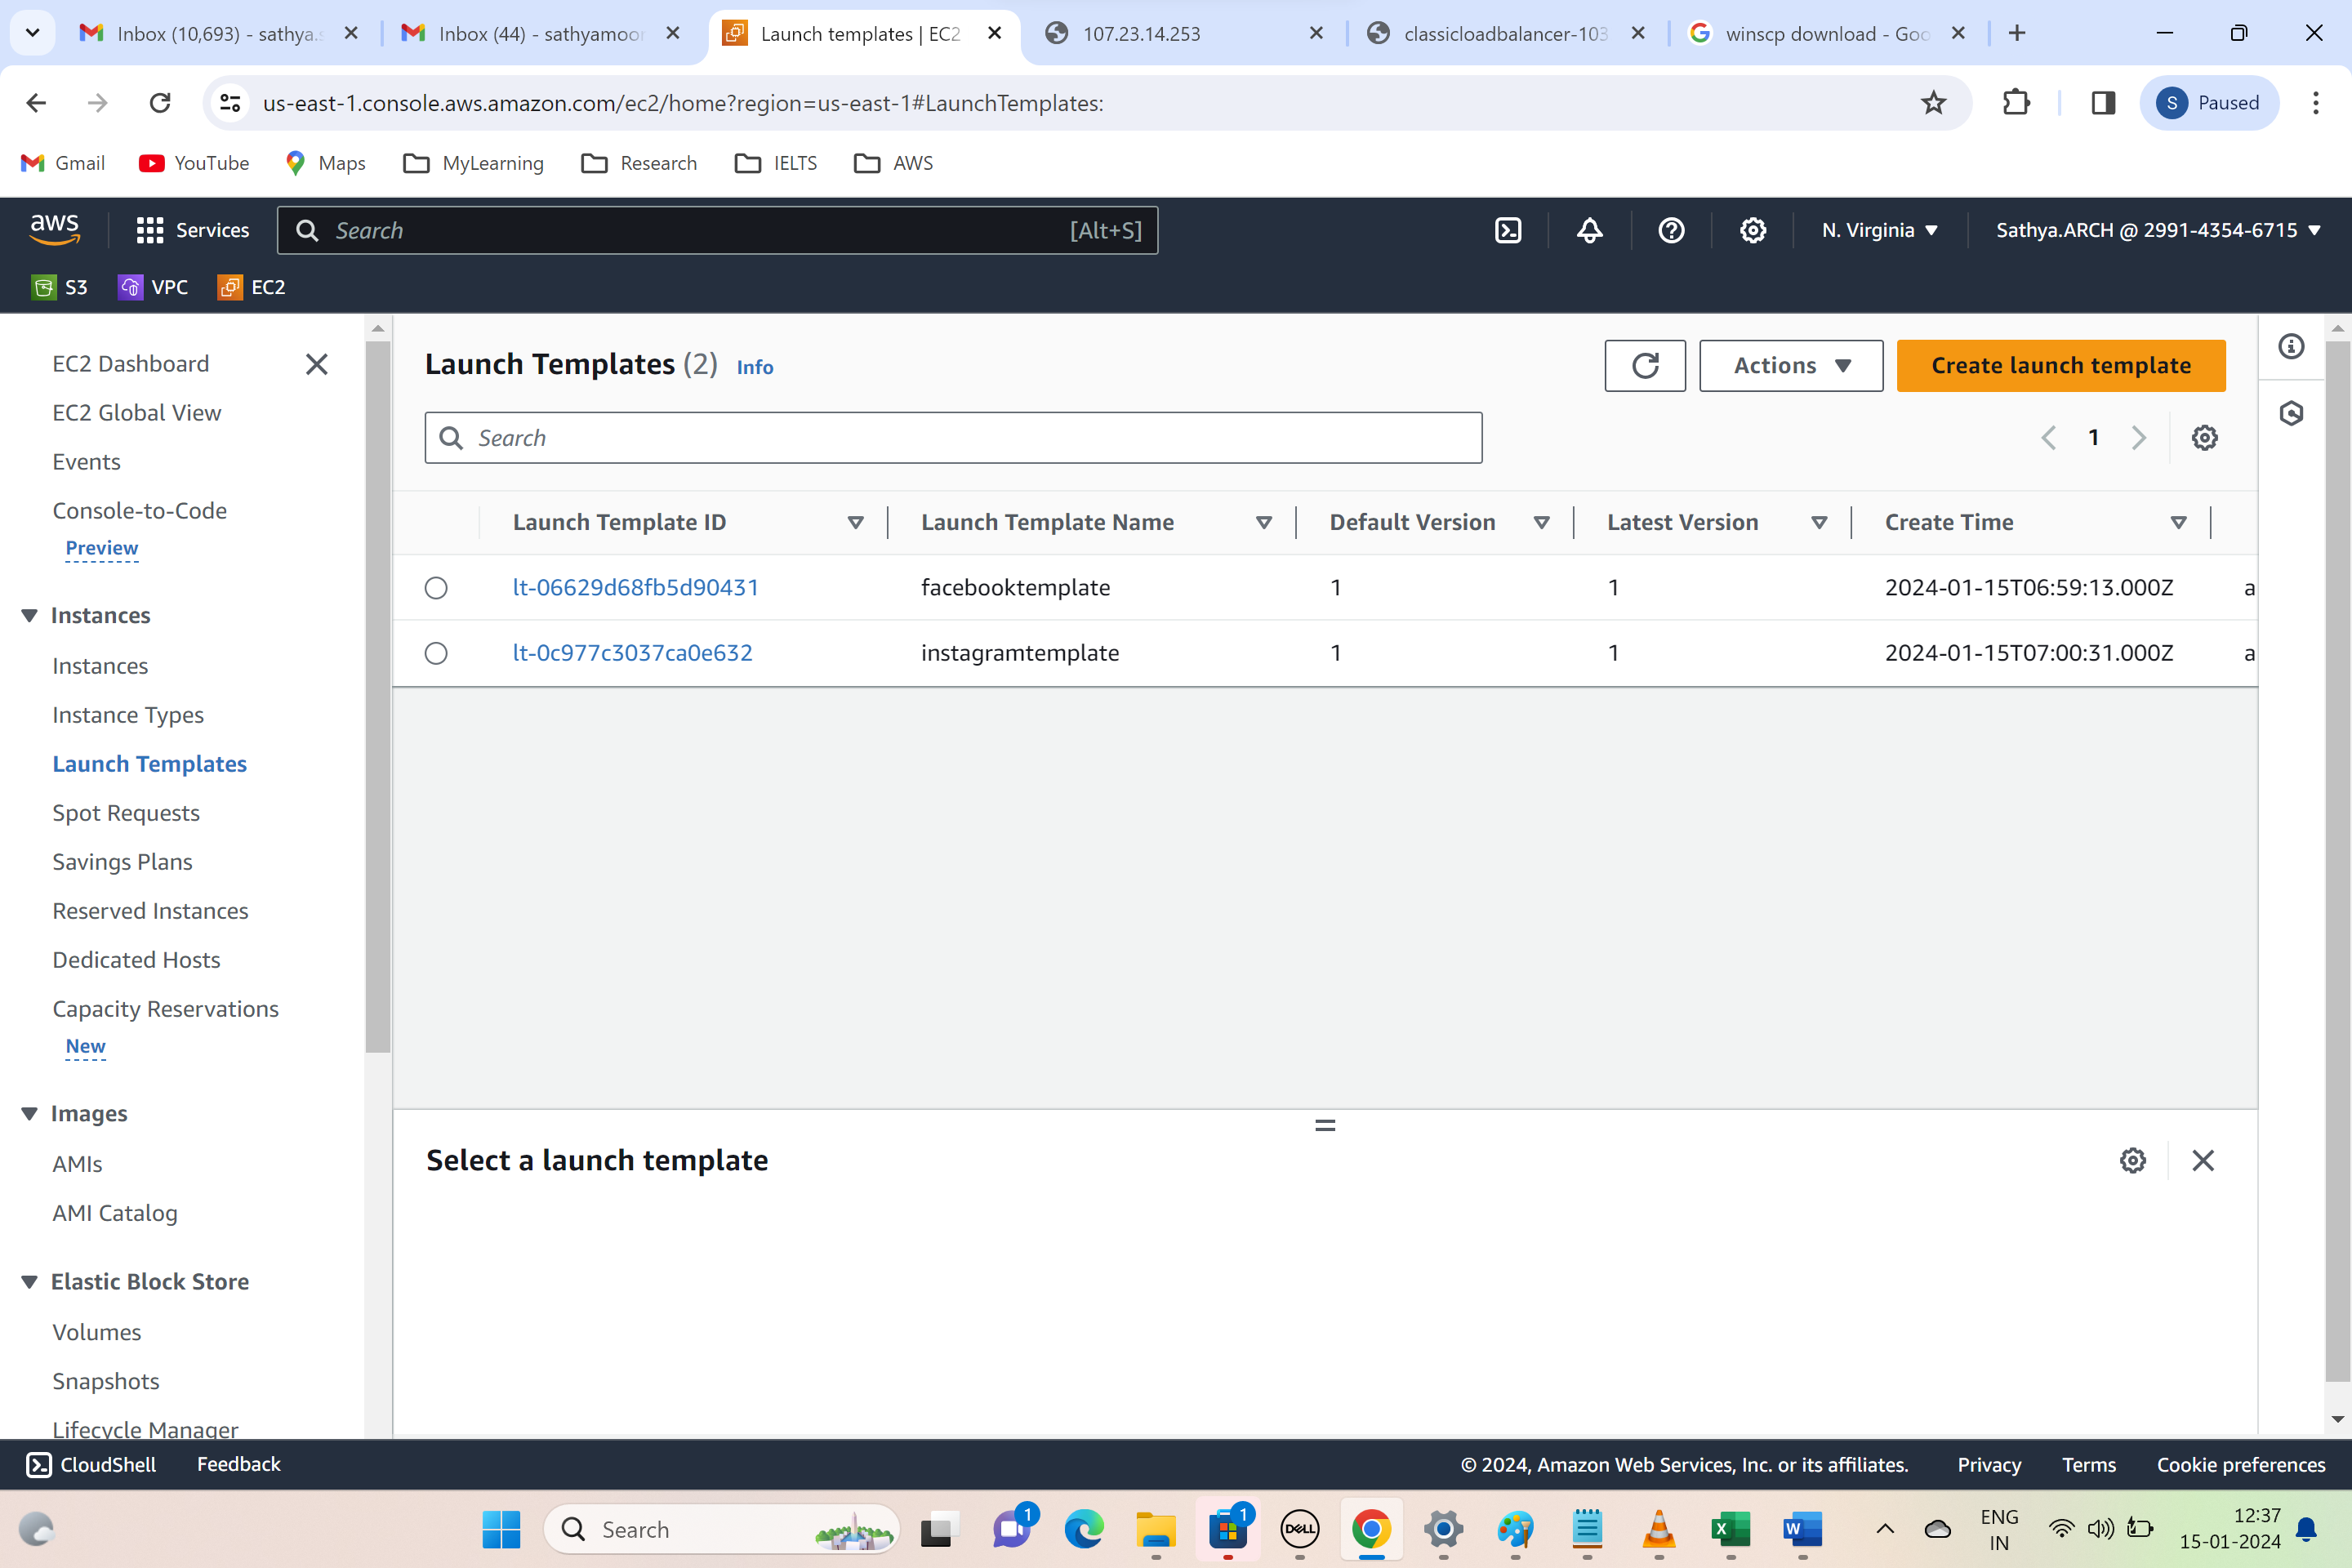 Inbox (10,693) - sathya.s
Inbox (44) - sathyamoor
Launch templates | EC2
107.23.14.253
classicloadbalancer-103
winscp download - Goo
us-east-1.console.aws.amazon.com/ec2/home?region=us-east-1#LaunchTemplates:
S
Paused
Gmail
YouTube
Maps
MyLearning
Research
IELTS
AWS
aws
Services
Search
[Alt+S]
N. Virginia
Sathya.ARCH @ 2991-4354-6715
S3
VPC
EC2
EC2 Dashboard
EC2 Global View
Events
Console-to-Code
Preview
Instances
Instances
Instance Types
Launch Templates
Spot Requests
Savings Plans
Reserved Instances
Dedicated Hosts
Capacity Reservations
New
Images
AMIs
AMI Catalog
Elastic Block Store
Volumes
Snapshots
Lifecycle Manager
Launch Templates (2) Info
Actions
Create launch template
Search
1
Launch Template ID
Launch Template Name
Default Version
Latest Version
Create Time
lt-06629d68fb5d90431
facebooktemplate
1
1
2024-01-15T06:59:13.000Z
a
lt-0c977c3037ca0e632
instagramtemplate
1
1
2024-01-15T07:00:31.000Z
a
Select a launch template
CloudShell
Feedback
© 2024, Amazon Web Services, Inc. or its affiliates.
Privacy
Terms
Cookie preferences
Search
1
1
DELL
X
W
ENG
IN
12:37
15-01-2024